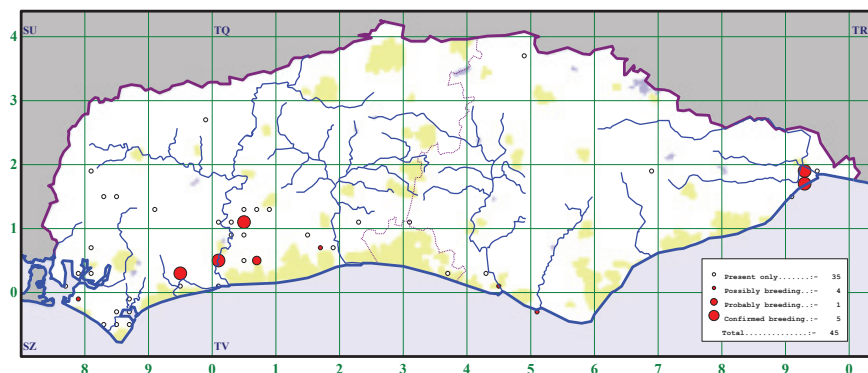 SU TQ TR
4
3
2
1
0
SZ TV
8 9 0 1 2 3 4 5 6 7 8 9 0
Present only.......:- 35
Possibly breeding.:- 4
Probably breeding.:- 1
Confirmed breeding.:- 5
Total.............:- 45